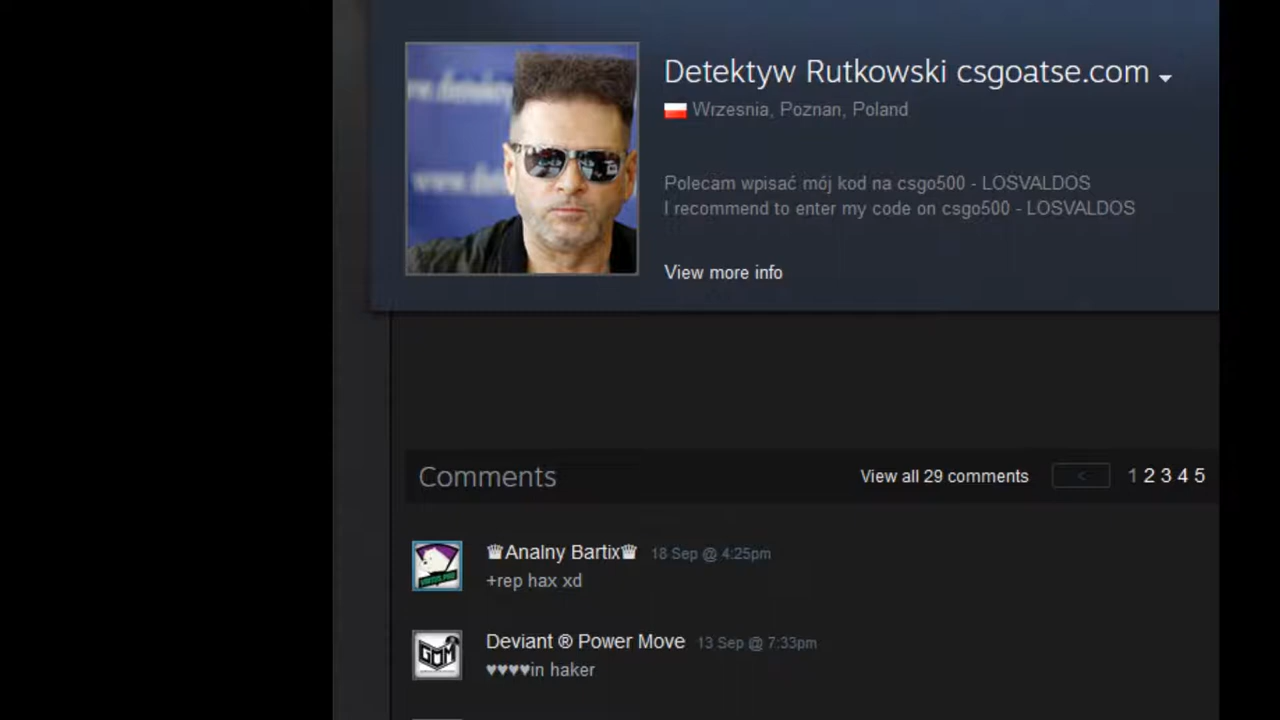 Detektyw Rutkowski csgoatse.com
Wrzesnia, Poznan, Poland
Polecam wpisać mój kod na csgo500 - LOSVALDOS
I recommend to enter my code on csgo500 - LOSVALDOS
View more info
Comments
View all 29 comments
< 1 2 3 4 5
♛Analny Bartix♛ 18 Sep @ 4:25pm
+rep hax xd
Deviant ® Power Move 13 Sep @ 7:33pm
♥♥♥♥in haker